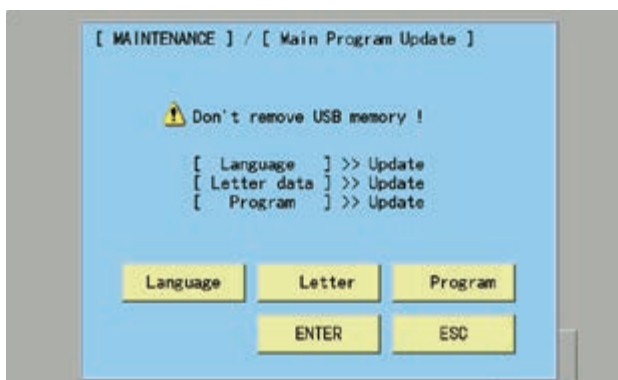 [ MAINTENANCE ] / [ Main Program Update ]
Don't remove USB memory !
[ Language ] >> Update
[ Letter data ] >> Update
[ Program ] >> Update
Language Letter Program
ENTER ESC